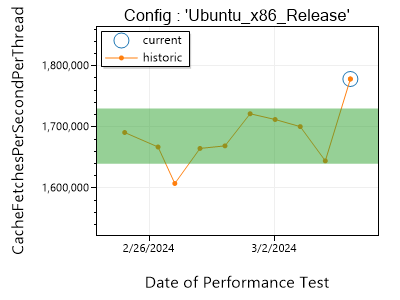 Config : 'Ubuntu_x86_Release'
current
historic
CacheFetchesPerSecondPerThread
1,800,000
1,700,000
1,600,000
2/26/2024
3/2/2024
Date of Performance Test